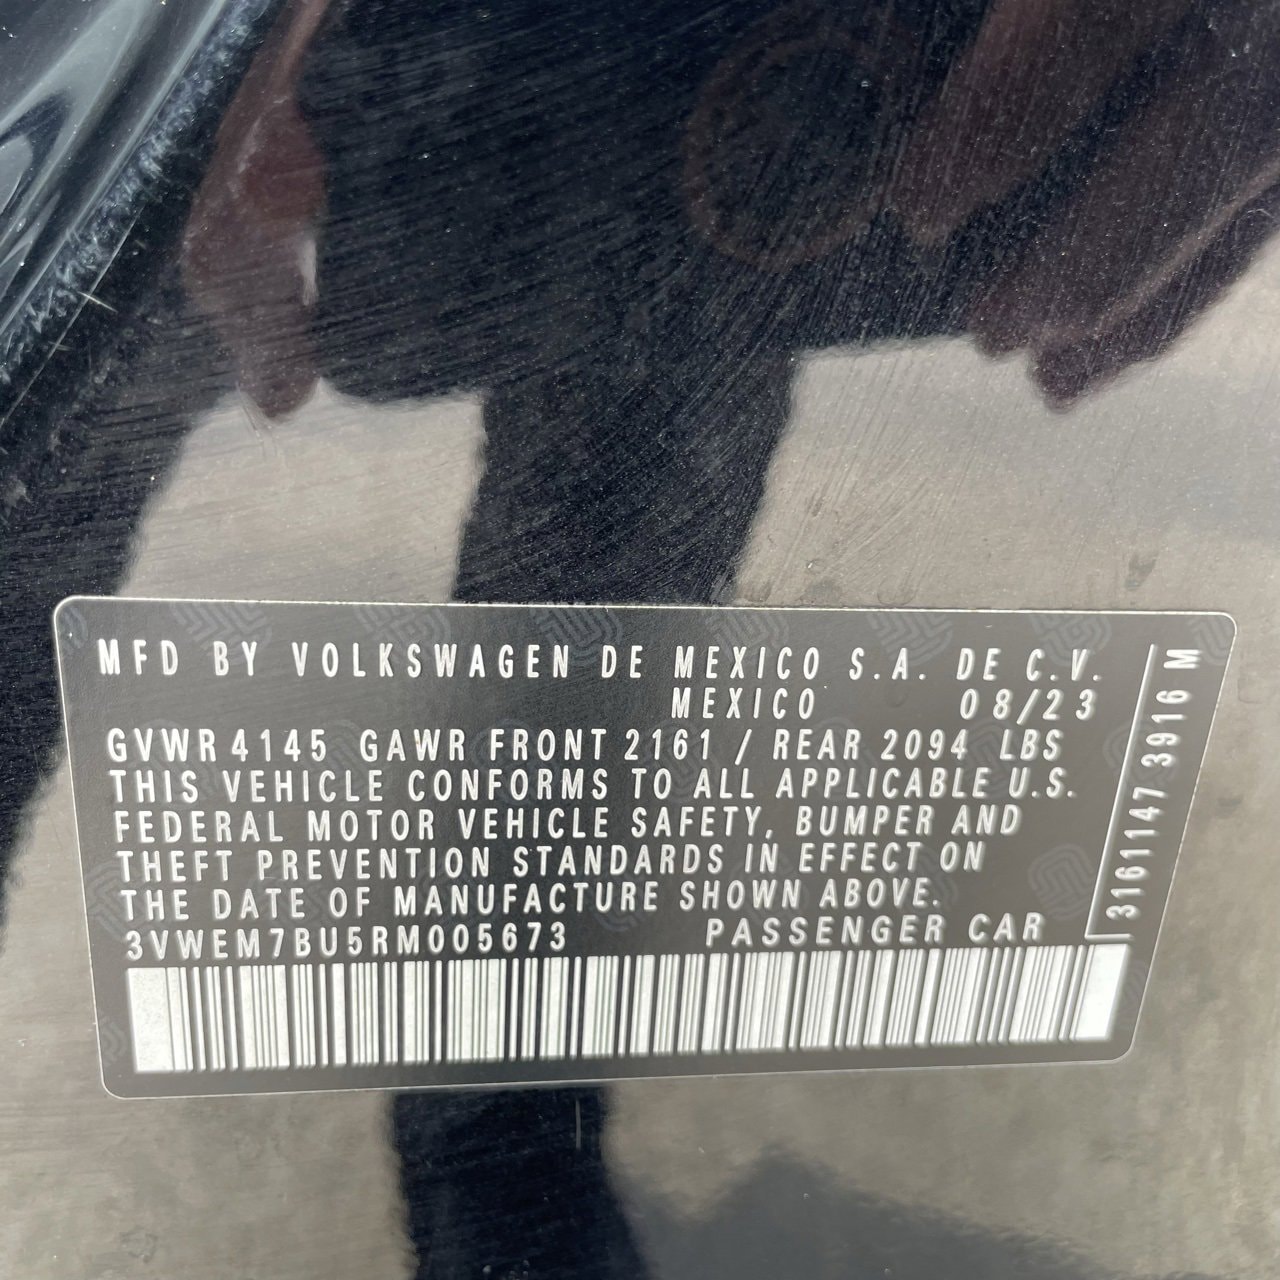 MFD BY VOLKSWAGEN DE MEXICO S.A. DE C.V.
MEXICO 08/23
GVWR 4145 GAWR FRONT 2161 / REAR 2094 LBS
THIS VEHICLE CONFORMS TO ALL APPLICABLE U.S.
FEDERAL MOTOR VEHICLE SAFETY, BUMPER AND
THEFT PREVENTION STANDARDS IN EFFECT ON
THE DATE OF MANUFACTURE SHOWN ABOVE.
3VWEM7BU5RM005673 PASSENGER CAR
3161147 3916 M